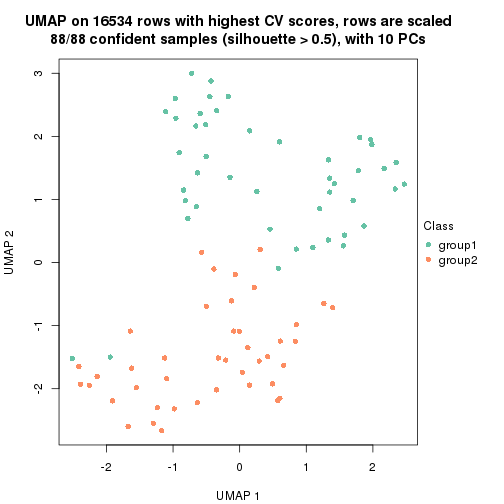 UMAP on 16534 rows with highest CV scores, rows are scaled
88/88 confident samples (silhouette > 0.5), with 10 PCs
3
2
1
0
-1
-2
UMAP 2
-2
-1
0
1
2
UMAP 1
Class
group1
group2